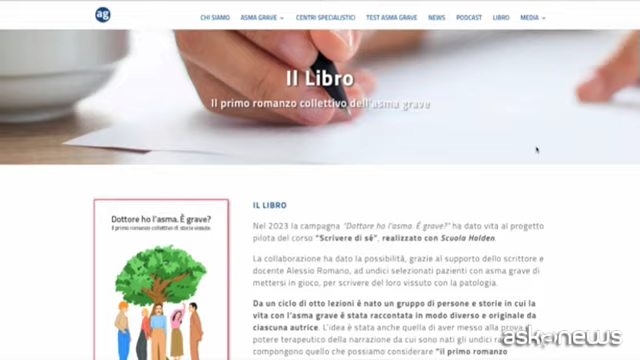 ag
CHI SIAMO ASMA GRAVE CENTRI SPECIALISTICI TEST ASMA GRAVE NEWS PODCAST LIBRO MEDIA
Il Libro
Il primo romanzo collettivo dell'asma grave
Dottore ho l'asma. È grave?
Il primo romanzo collettivo di storie vissute.
IL LIBRO
Nel 2023 la campagna "Dottore ho l'asma. È grave?" ha dato vita al progetto
pilota del corso "Scrivere di sé", realizzato con Scuola Holden.
La collaborazione ha dato la possibilità, grazie al supporto dello scrittore e
docente Alessio Romano, ad undici selezionati pazienti con asma grave di
mettersi in gioco, per scrivere del loro vissuto con la patologia.
Da un ciclo di otto lezioni è nato un gruppo di persone e storie in cui la
vita con l'asma grave è stata raccontata in modo diverso e originale da
ciascuna autrice. L'idea è stata anche quella di aver messo alla prova il
potere terapeutico della narrazione da cui sono nati gli undici
compongono quello che possiamo considerare "il primo romanzo
askanews